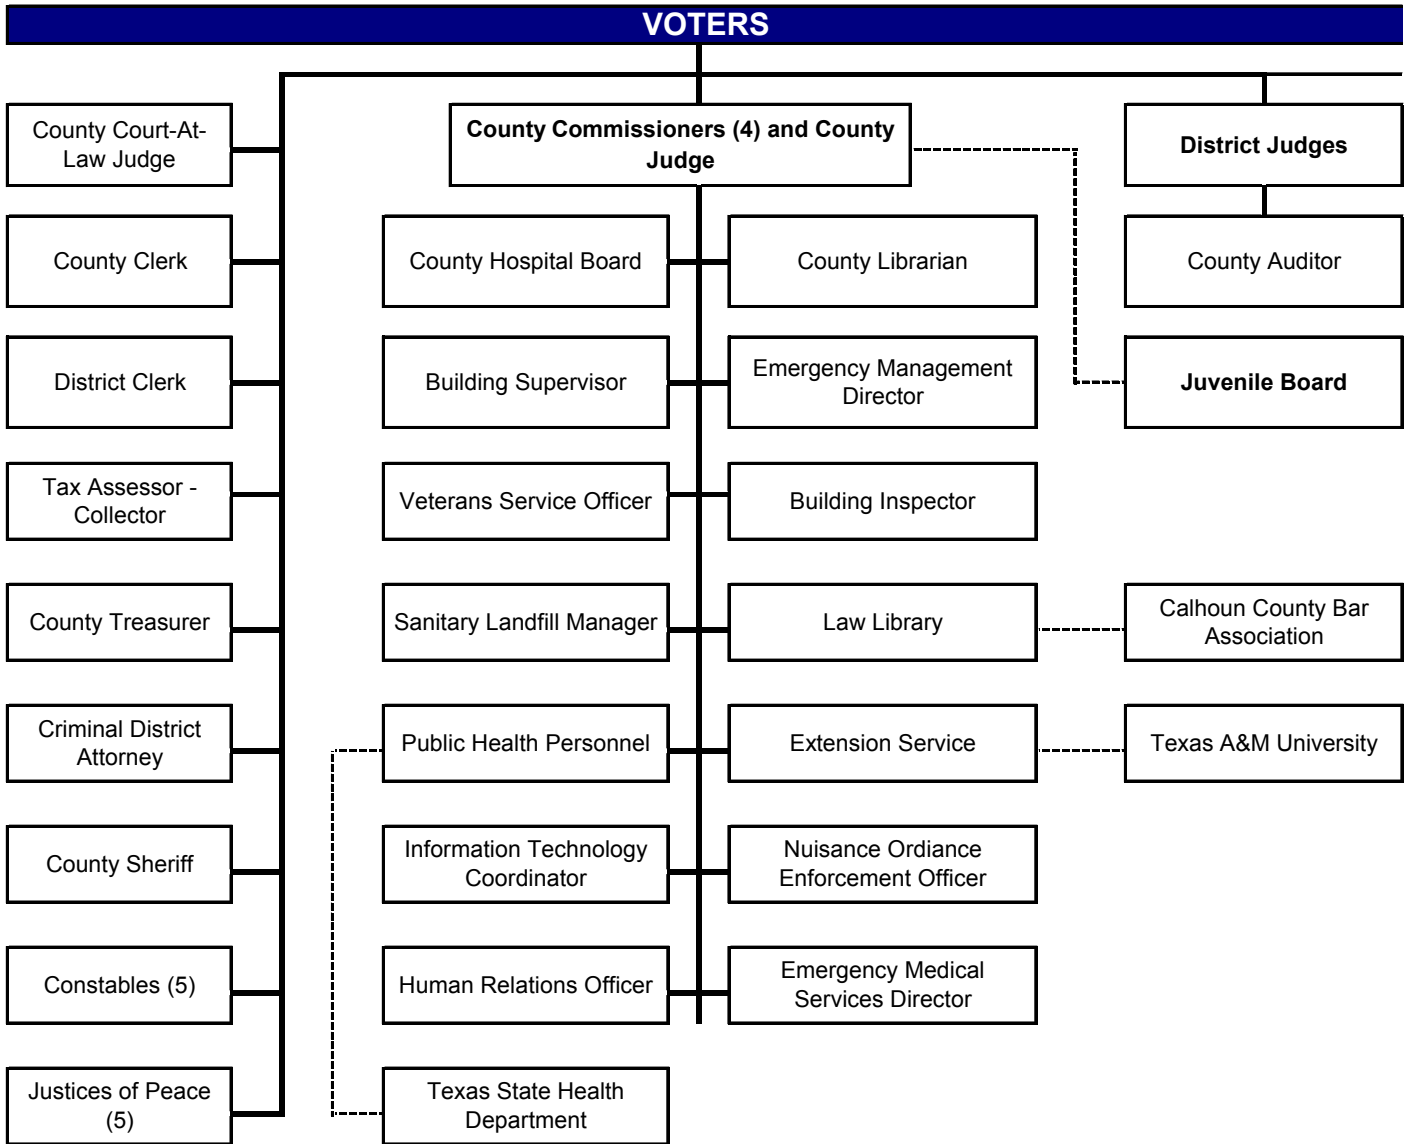 VOTERS
County Court-At-
Law Judge
County Commissioners (4) and County
Judge
District Judges
County Clerk
County Hospital Board
County Librarian
County Auditor
District Clerk
Building Supervisor
Emergency Management
Director
Juvenile Board
Tax Assessor -
Collector
Veterans Service Officer
Building Inspector
County Treasurer
Sanitary Landfill Manager
Law Library
Calhoun County Bar
Association
Criminal District
Attorney
Public Health Personnel
Extension Service
Texas A&M University
County Sheriff
Information Technology
Coordinator
Nuisance Ordiance
Enforcement Officer
Constables (5)
Human Relations Officer
Emergency Medical
Services Director
Justices of Peace
(5)
Texas State Health
Department